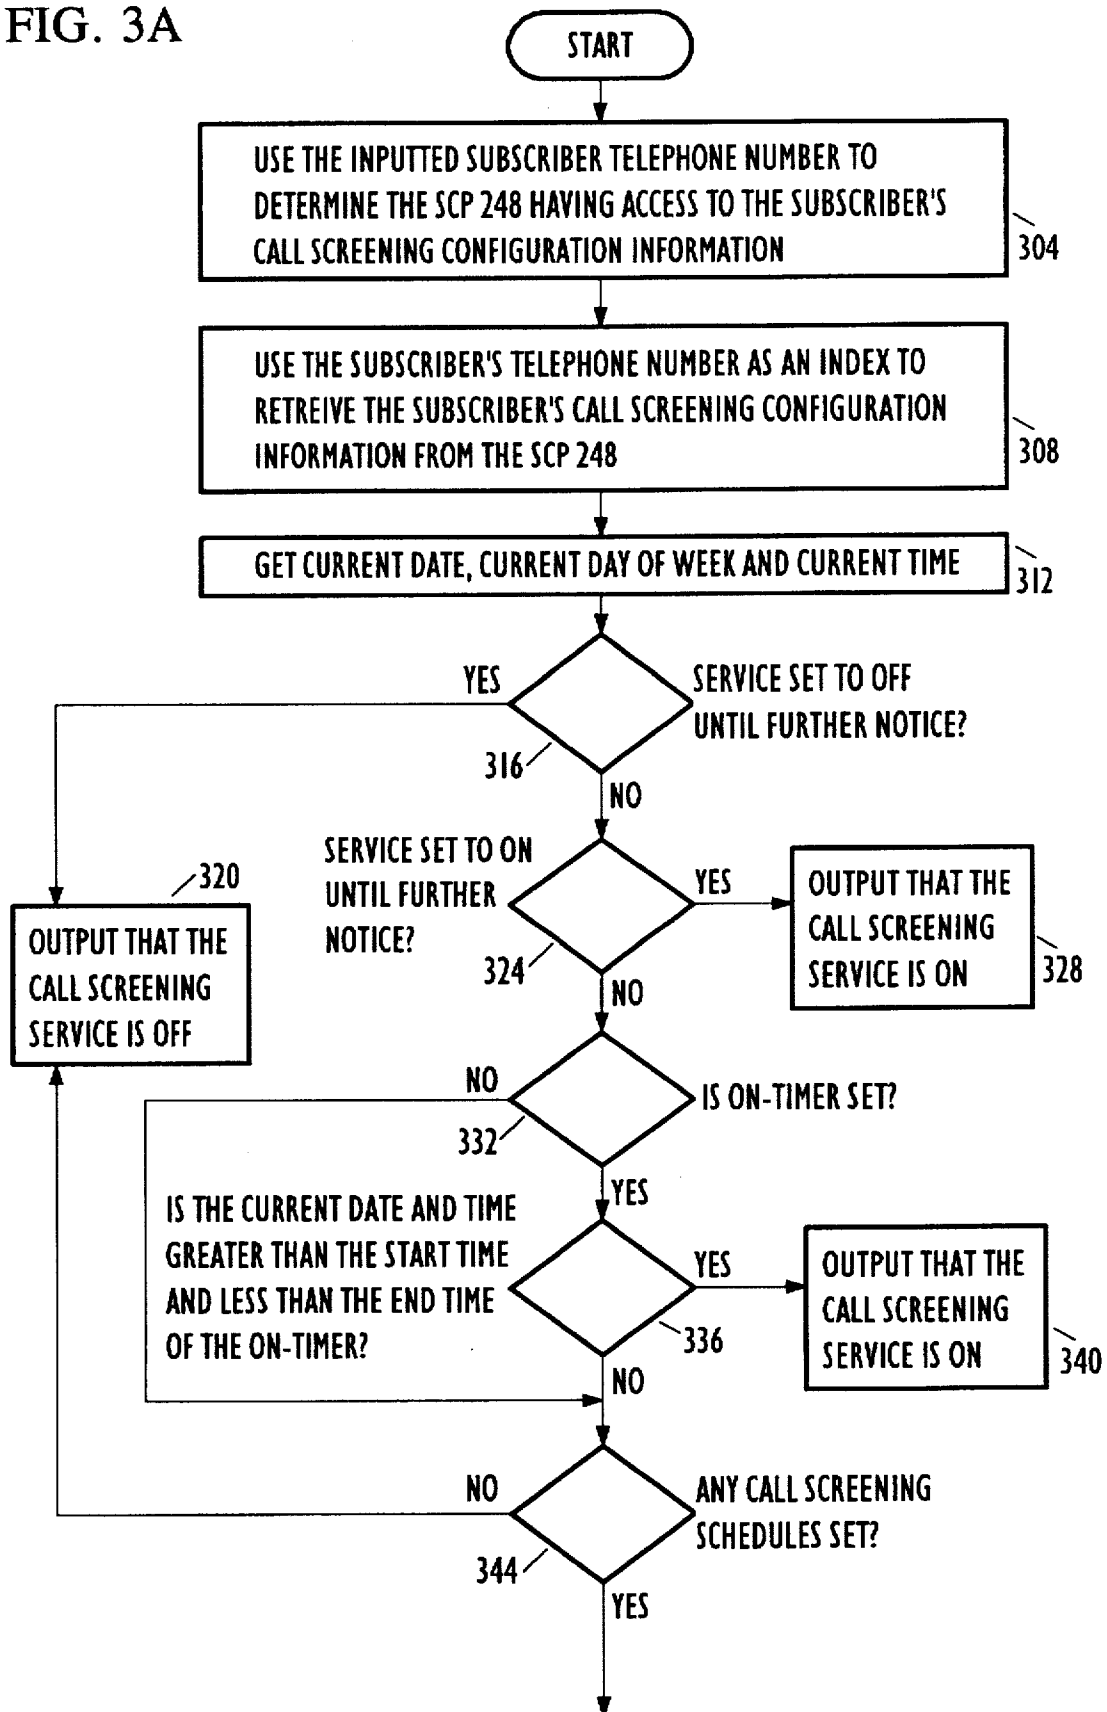 FIG. 3A
START
USE THE INPUTTED SUBSCRIBER TELEPHONE NUMBER TO
DETERMINE THE SCP 248 HAVING ACCESS TO THE SUBSCRIBER'S
CALL SCREENING CONFIGURATION INFORMATION
304
USE THE SUBSCRIBER'S TELEPHONE NUMBER AS AN INDEX TO
RETREIVE THE SUBSCRIBER'S CALL SCREENING CONFIGURATION
INFORMATION FROM THE SCP 248
308
GET CURRENT DATE, CURRENT DAY OF WEEK AND CURRENT TIME
312
YES
SERVICE SET TO OFF
UNTIL FURTHER NOTICE?
316
NO
SERVICE SET TO ON
UNTIL FURTHER
NOTICE?
324
YES
OUTPUT THAT THE
CALL SCREENING
SERVICE IS ON
328
320
OUTPUT THAT THE
CALL SCREENING
SERVICE IS OFF
NO
NO
IS ON-TIMER SET?
332
YES
IS THE CURRENT DATE AND TIME
GREATER THAN THE START TIME
AND LESS THAN THE END TIME
OF THE ON-TIMER?
YES
336
OUTPUT THAT THE
CALL SCREENING
SERVICE IS ON
340
NO
NO
ANY CALL SCREENING
SCHEDULES SET?
344
YES